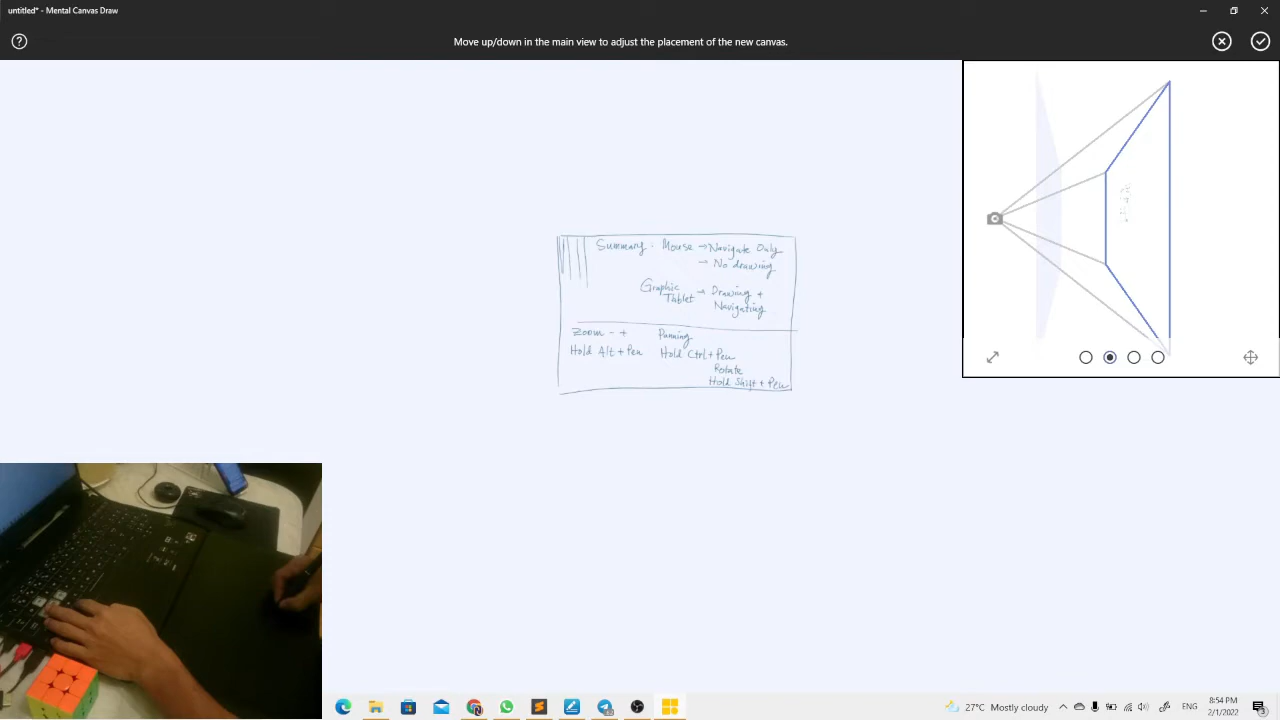 untitled* - Mental Canvas Draw
Move up/down in the main view to adjust the placement of the new canvas.
Summary : Mouse → Navigate Only
→ No drawing
Graphic Tablet → Drawing + Navigating
Zoom - +
Hold Alt + Pen
Panning
Hold Ctrl + Pen
Rotate
Hold Shift + Pen
27°C Mostly cloudy
ENG
8:54 PM
2/1/2022